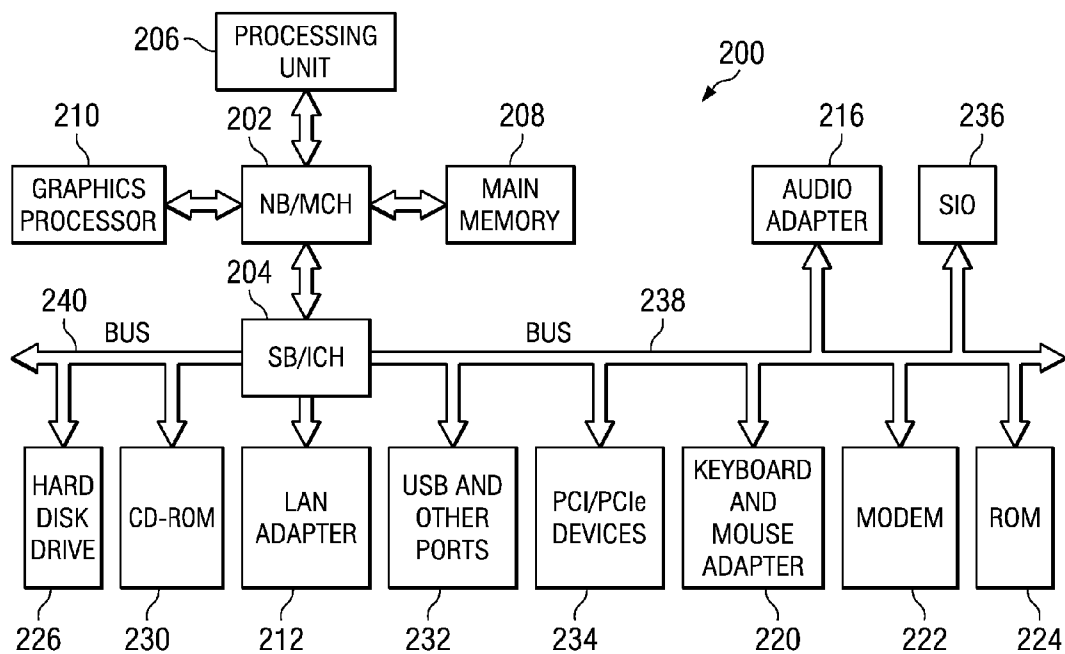 206
PROCESSING
UNIT
200
210
202
208
216
236
GRAPHICS
PROCESSOR
NB/MCH
MAIN
MEMORY
AUDIO
ADAPTER
SIO
240
204
238
BUS
SB/ICH
BUS
HARD
DISK
DRIVE
CD-ROM
LAN
ADAPTER
USB AND
OTHER
PORTS
PCI/PCIe
DEVICES
KEYBOARD
AND
MOUSE
ADAPTER
MODEM
ROM
226
230
212
232
234
220
222
224